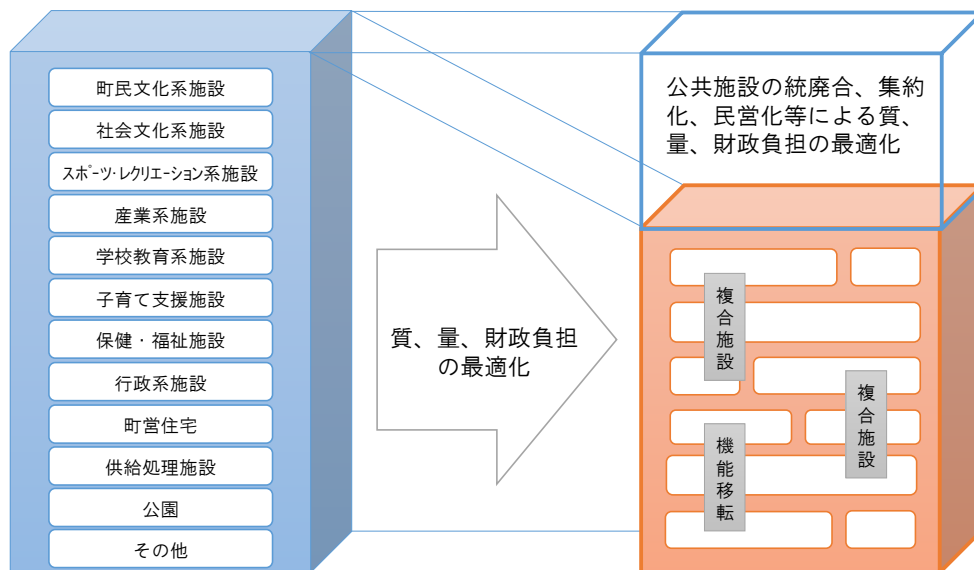 町民文化系施設
社会文化系施設
スポーツ・レクリエーション系施設
産業系施設
学校教育系施設
子育て支援施設
保健・福祉施設
行政系施設
町営住宅
供給処理施設
公園
その他
質、量、財政負担
の最適化
公共施設の統廃合、集約
化、民営化等による質、
量、財政負担の最適化
複合施設
複合施設
機能移転